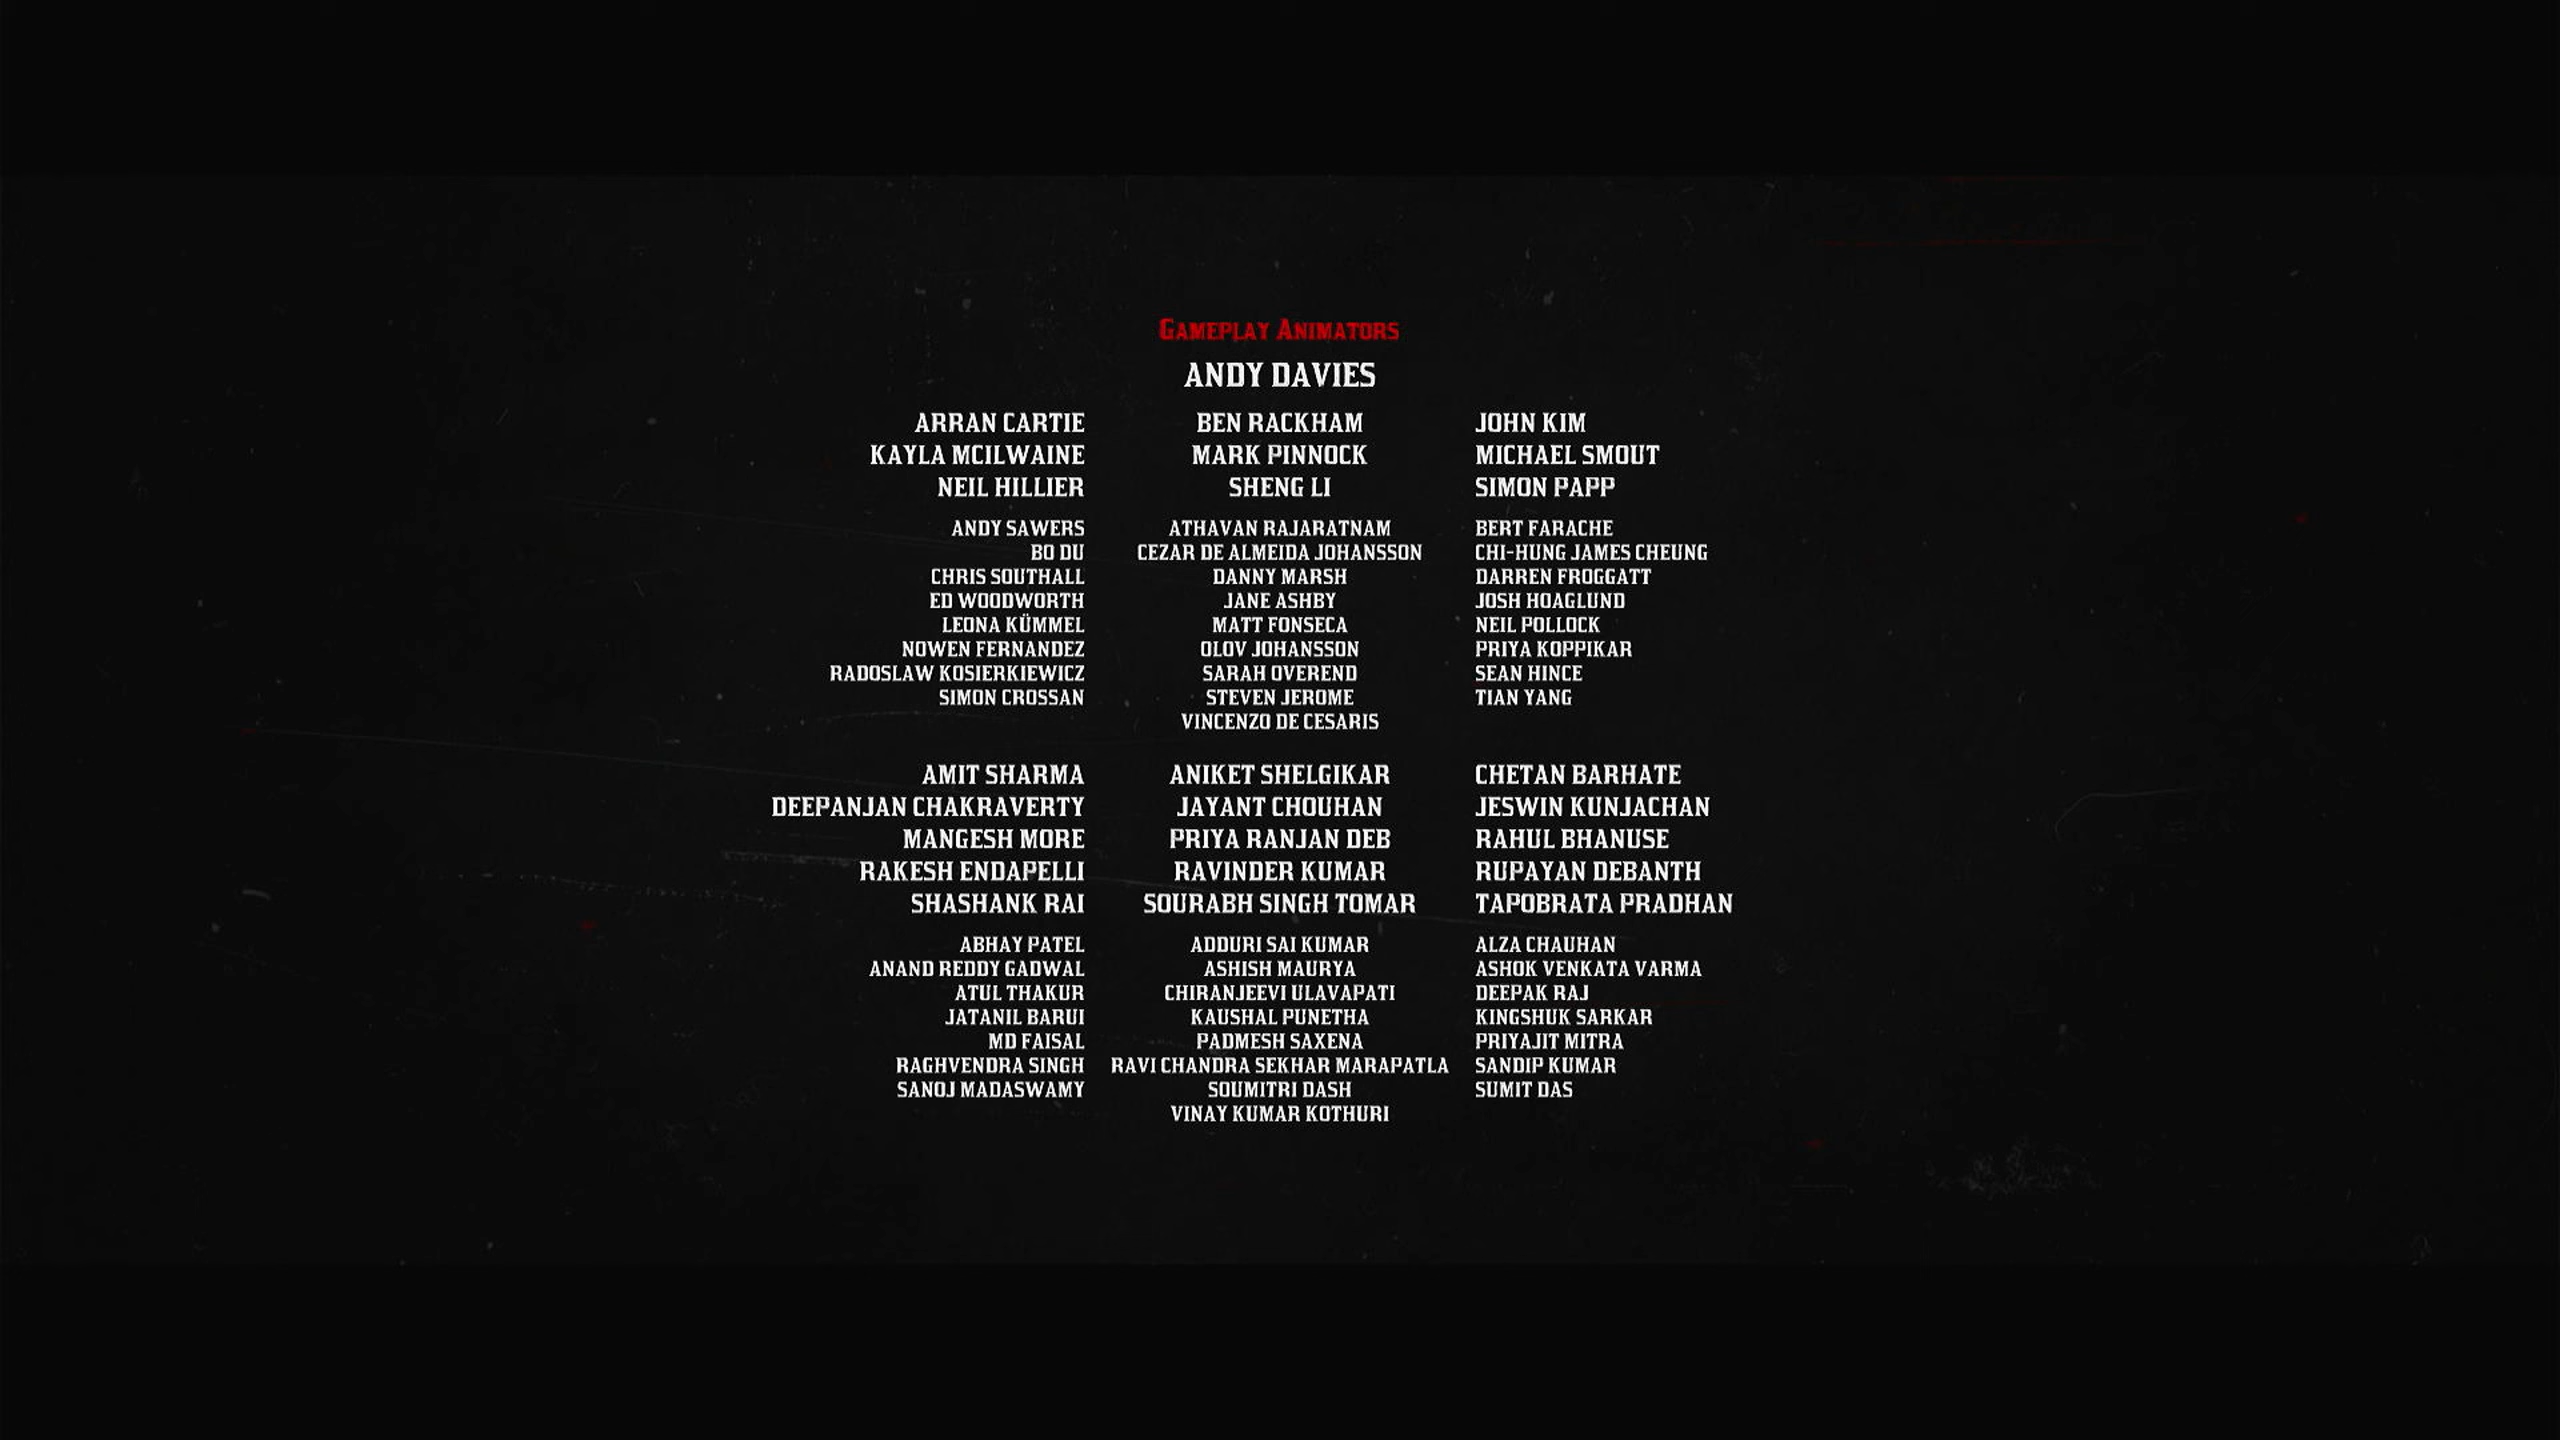 Gameplay Animators
ANDY DAVIES
ARRAN CARTIE BEN RACKHAM JOHN KIM
KAYLA MCILWAINE MARK PINNOCK MICHAEL SMOUT
NEIL HILLIER SHENG LI SIMON PAPP
ANDY SAWERS ATHAVAN RAJARATNAM BERT FARACHE
BO DU CEZAR DE ALMEIDA JOHANSSON CHI-HUNG JAMES CHEUNG
CHRIS SOUTHALL DANNY MARSH DARREN FROGGATT
ED WOODWORTH JANE ASHBY JOSH HOAGLUND
LEONA KÜMMEL MATT FONSECA NEIL POLLOCK
NOWEN FERNANDEZ OLOV JOHANSSON PRIYA KOPPIKAR
RADOSLAW KOSIERKIEWICZ SARAH OVEREND SEAN HINCE
SIMON CROSSAN STEVEN JEROME TIAN YANG
VINCENZO DE CESARIS
AMIT SHARMA ANIKET SHELGIKAR CHETAN BARHATE
DEEPANJAN CHAKRAVERTY JAYANT CHOUHAN JESWIN KUNJACHAN
MANGESH MORE PRIYA RANJAN DEB RAHUL BHANUSE
RAKESH ENDAPELLI RAVINDER KUMAR RUPAYAN DEBANTH
SHASHANK RAI SOURABH SINGH TOMAR TAPOBRATA PRADHAN
ABHAY PATEL ADDURI SAI KUMAR ALZA CHAUHAN
ANAND REDDY GADWAL ASHISH MAURYA ASHOK VENKATA VARMA
ATUL THAKUR CHIRANJEEVI ULAVAPATI DEEPAK RAJ
JATANIL BARUI KAUSHAL PUNETHA KINGSHUK SARKAR
MD FAISAL PADMESH SAXENA PRIYAJIT MITRA
RAGHVENDRA SINGH RAVI CHANDRA SEKHAR MARAPATLA SANDIP KUMAR
SANOJ MADASWAMY SOUMITRI DASH SUMIT DAS
VINAY KUMAR KOTHURI